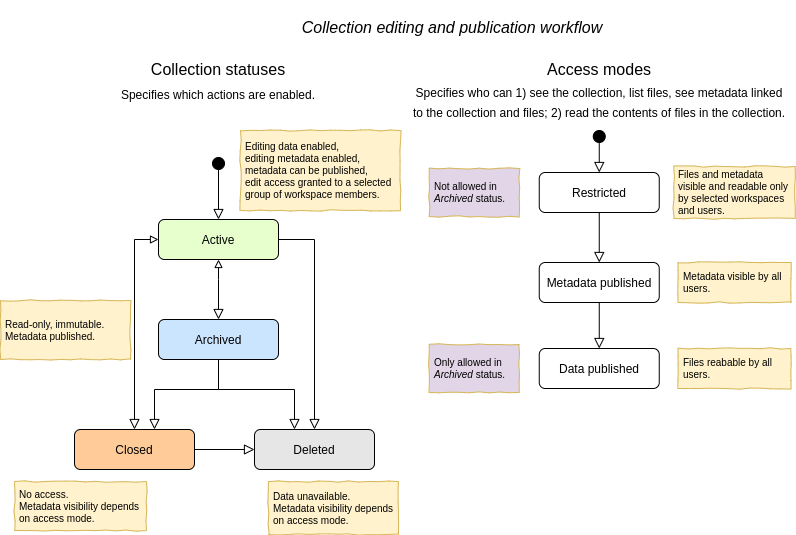 Collection editing and publication workflow
Collection statuses
Specifies which actions are enabled.
Editing data enabled,
editing metadata enabled,
metadata can be published,
edit access granted to a selected
group of workspace members.
Active
Read-only, immutable.
Metadata published.
Archived
Closed
Deleted
No access.
Metadata visibility depends
on access mode.
Data unavailable.
Metadata visibility depends
on access mode.
Access modes
Specifies who can 1) see the collection, list files, see metadata linked
to the collection and files; 2) read the contents of files in the collection.
Not allowed in
Archived status.
Restricted
Files and metadata
visible and readable only
by selected workspaces
and users.
Metadata published
Metadata visible by all
users.
Only allowed in
Archived status.
Data published
Files reabable by all
users.